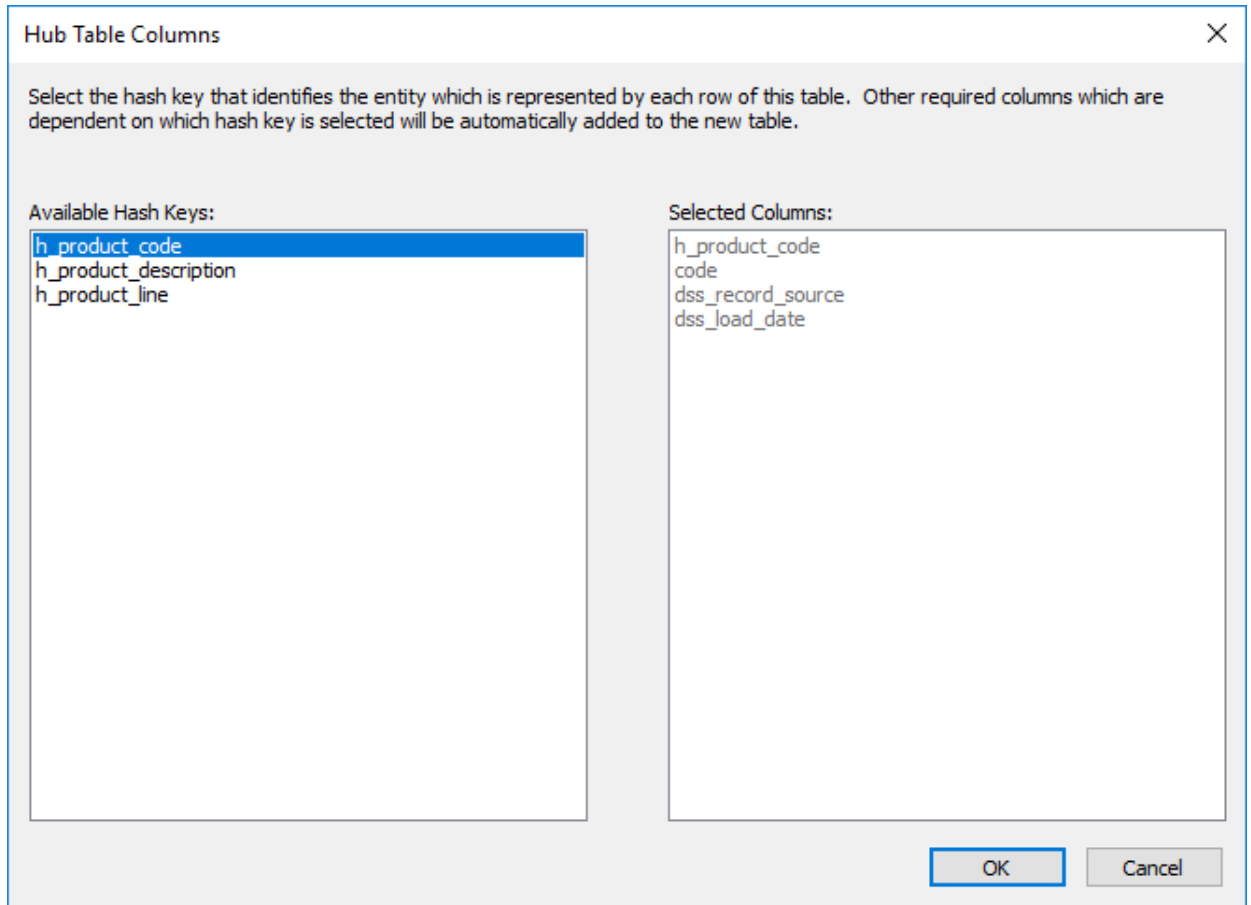 Hub Table Columns
Select the hash key that identifies the entity which is represented by each row of this table.  Other required columns which are
dependent on which hash key is selected will be automatically added to the new table.
Available Hash Keys:
h_product_code
h_product_description
h_product_line
Selected Columns:
h_product_code
code
dss_record_source
dss_load_date
OK
Cancel